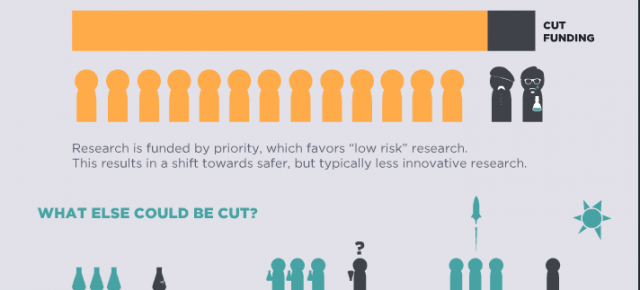 CUT
FUNDING
Research is funded by priority, which favors “low risk” research.
This results in a shift towards safer, but typically less innovative research.
WHAT ELSE COULD BE CUT?
?